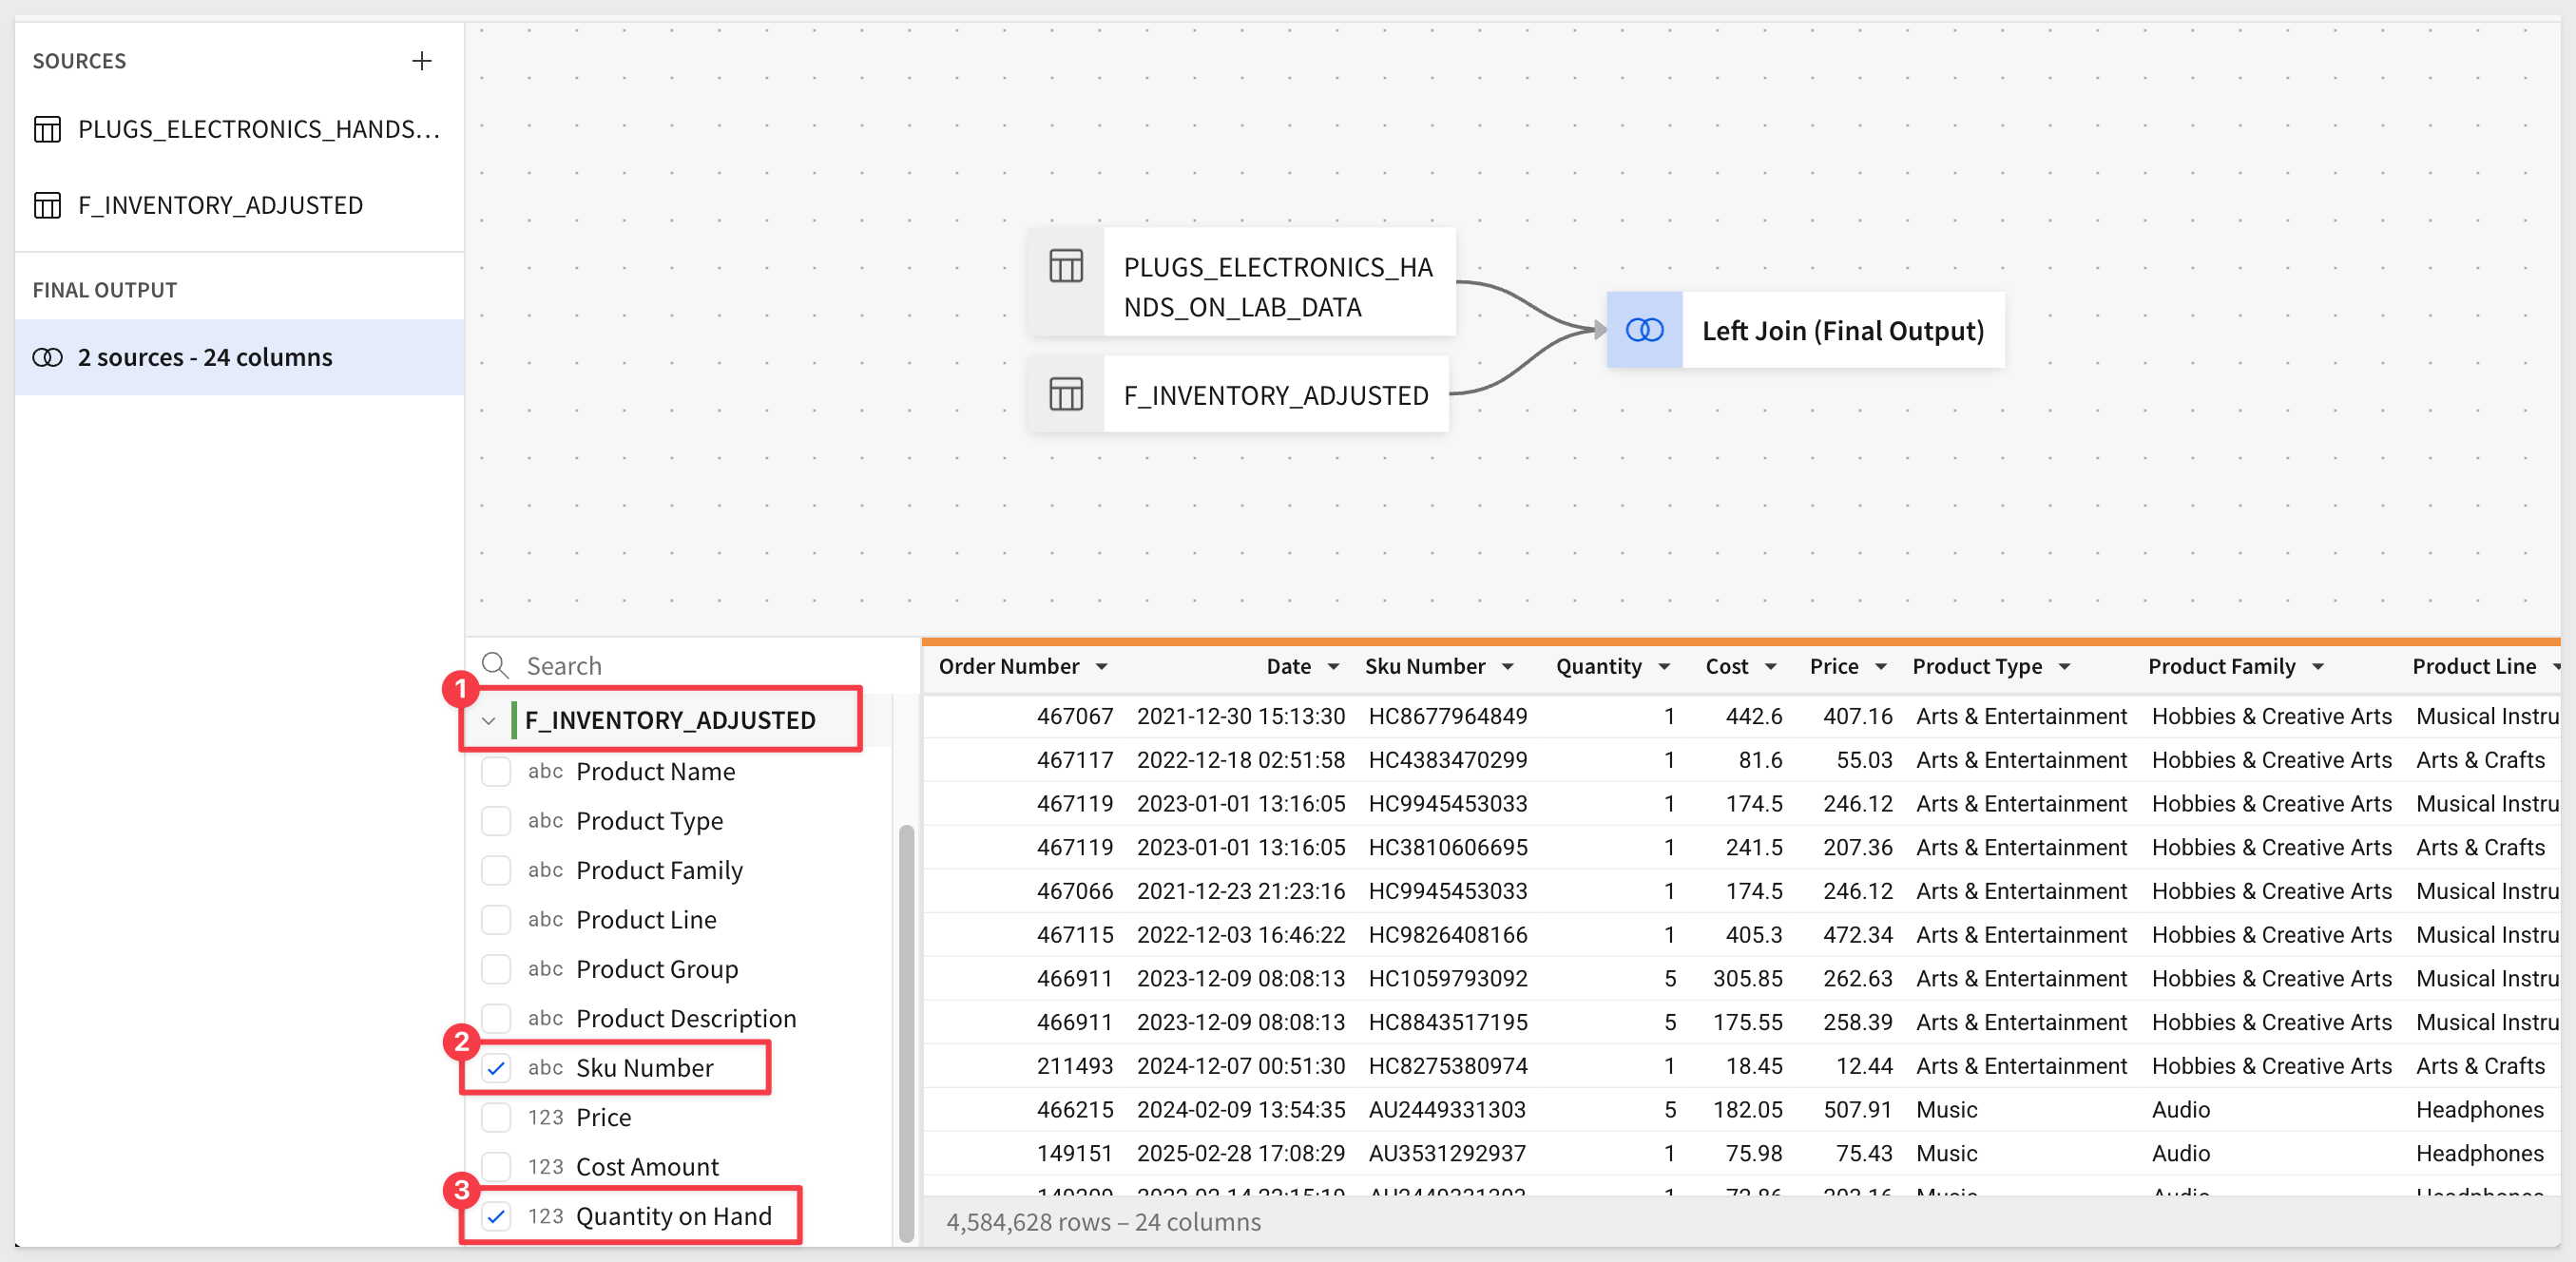 SOURCES
PLUGS_ELECTRONICS_HANDS...
F_INVENTORY_ADJUSTED
FINAL OUTPUT
2 sources - 24 columns
PLUGS_ELECTRONICS_HA
NDS_ON_LAB_DATA
F_INVENTORY_ADJUSTED
Left Join (Final Output)
Search
1
F_INVENTORY_ADJUSTED
abc Product Name
abc Product Type
abc Product Family
abc Product Line
abc Product Group
abc Product Description
2
abc Sku Number
123 Price
123 Cost Amount
3
123 Quantity on Hand
Order Number Date Sku Number Quantity Cost Price Product Type Product Family Product Line
467067 2021-12-30 15:13:30 HC8677964849 1 442.6 407.16 Arts & Entertainment Hobbies & Creative Arts Musical Instru
467117 2022-12-18 02:51:58 HC4383470299 1 81.6 55.03 Arts & Entertainment Hobbies & Creative Arts Arts & Crafts
467119 2023-01-01 13:16:05 HC9945453033 1 174.5 246.12 Arts & Entertainment Hobbies & Creative Arts Musical Instru
467119 2023-01-01 13:16:05 HC3810606695 1 241.5 207.36 Arts & Entertainment Hobbies & Creative Arts Arts & Crafts
467066 2021-12-23 21:23:16 HC9945453033 1 174.5 246.12 Arts & Entertainment Hobbies & Creative Arts Musical Instru
467115 2022-12-03 16:46:22 HC9826408166 1 405.3 472.34 Arts & Entertainment Hobbies & Creative Arts Musical Instru
466911 2023-12-09 08:08:13 HC1059793092 5 305.85 262.63 Arts & Entertainment Hobbies & Creative Arts Musical Instru
466911 2023-12-09 08:08:13 HC8843517195 5 175.55 258.39 Arts & Entertainment Hobbies & Creative Arts Musical Instru
211493 2024-12-07 00:51:30 HC8275380974 1 18.45 12.44 Arts & Entertainment Hobbies & Creative Arts Arts & Crafts
466215 2024-02-09 13:54:35 AU2449331303 5 182.05 507.91 Music Audio Headphones
149151 2025-02-28 17:08:29 AU3531292937 1 75.98 75.43 Music Audio Headphones
4,584,628 rows – 24 columns